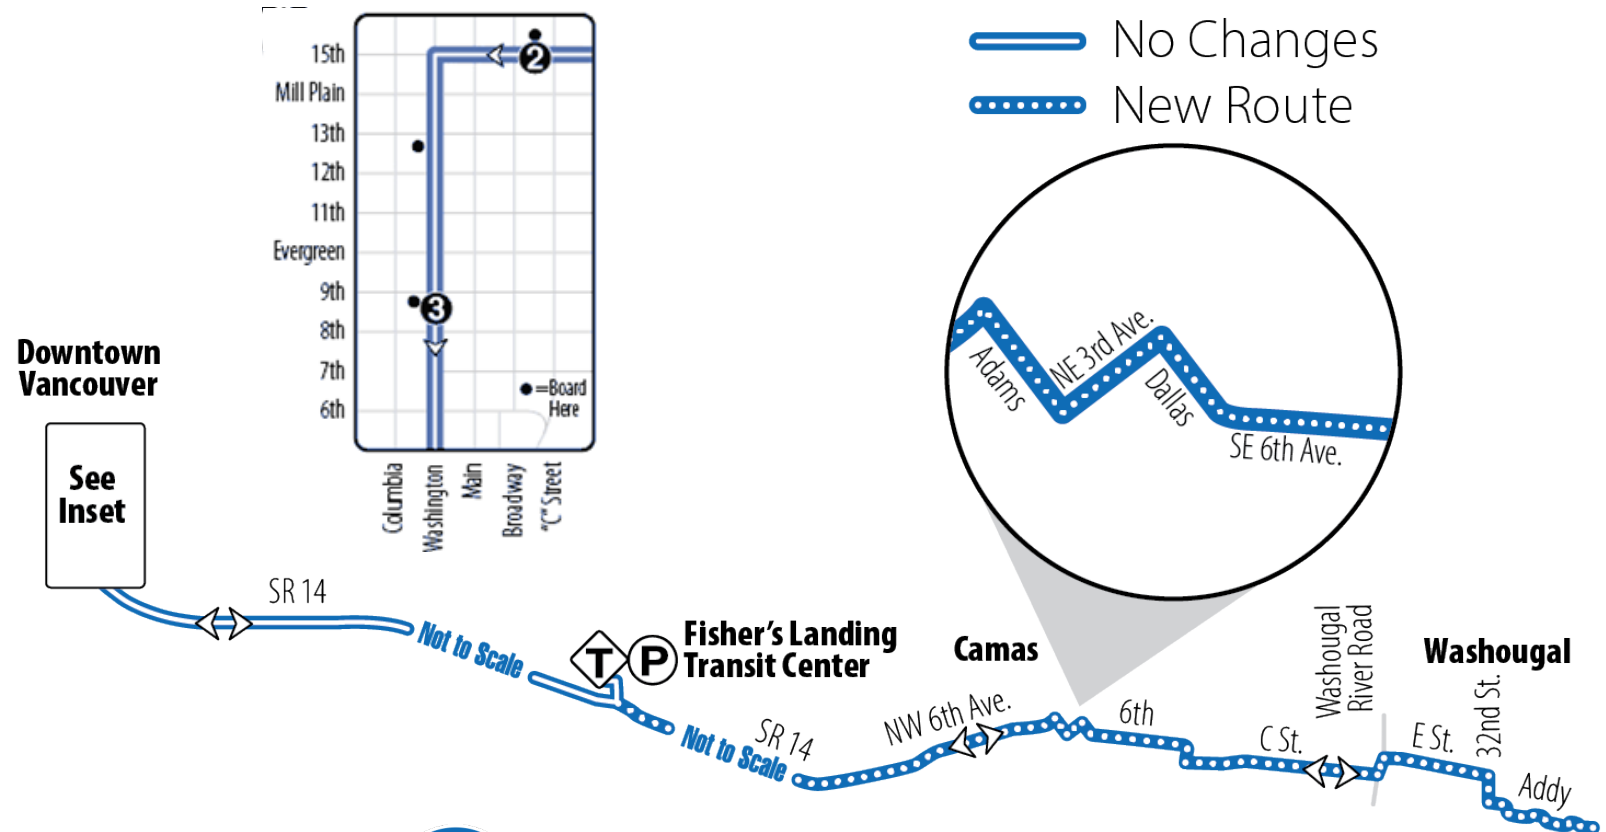 No Changes
New Route
15th
Mill Plain
13th
12th
11th
Evergreen
9th
8th
7th
6th
2
3
=Board
Here
Columbia
Washington
Main
Broadway
"C" Street
Downtown
Vancouver
See
Inset
SR 14
Not to Scale
T
P
Fisher's Landing
Transit Center
Not to Scale
SR 14
NW 6th Ave.
Camas
Adams
NE 3rd Ave.
Dallas
SE 6th Ave.
6th
C St.
Washougal
River Road
Washougal
E St.
32nd St.
Addy